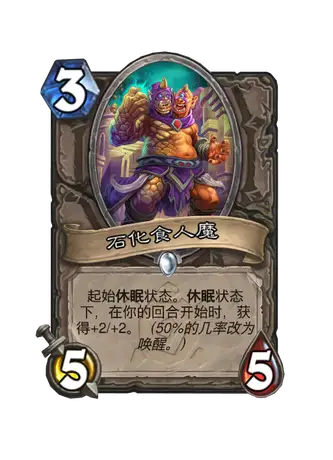 3
石化食人魔
起始休眠状态。休眠状态
下，在你的回合开始时，获
得+2/+2。（50%的几率改为
唤醒。）
5
5